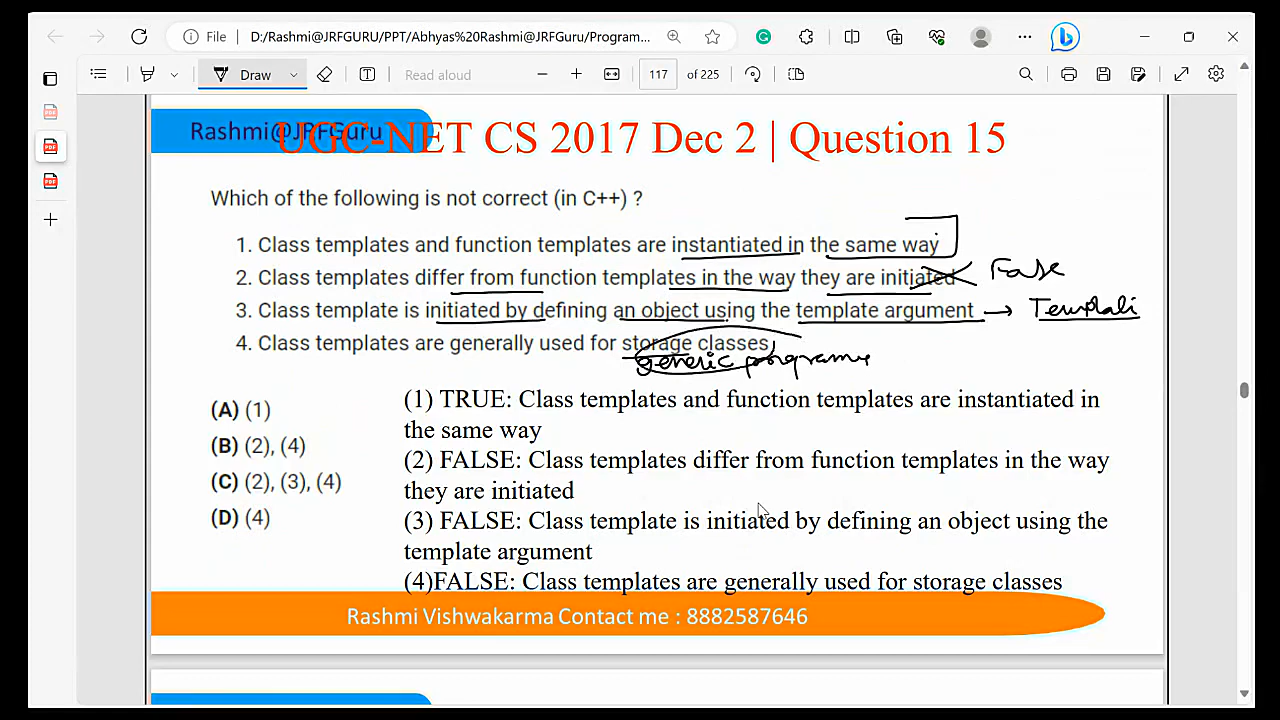 File D:/Rashmi@JRFGURU/PPT/Abhyas%20Rashmi@JRFGuru/Program...
Draw Read aloud 117 of 225
Rashmi@JRFGuru
UGC-NET CS 2017 Dec 2 | Question 15
Which of the following is not correct (in C++) ?
1. Class templates and function templates are instantiated in the same way
2. Class templates differ from function templates in the way they are initiated False
3. Class template is initiated by defining an object using the template argument → Templati
4. Class templates are generally used for storage classes
generic programme
(A) (1)
(B) (2), (4)
(C) (2), (3), (4)
(D) (4)
(1) TRUE: Class templates and function templates are instantiated in
the same way
(2) FALSE: Class templates differ from function templates in the way
they are initiated
(3) FALSE: Class template is initiated by defining an object using the
template argument
(4)FALSE: Class templates are generally used for storage classes
Rashmi Vishwakarma Contact me : 8882587646